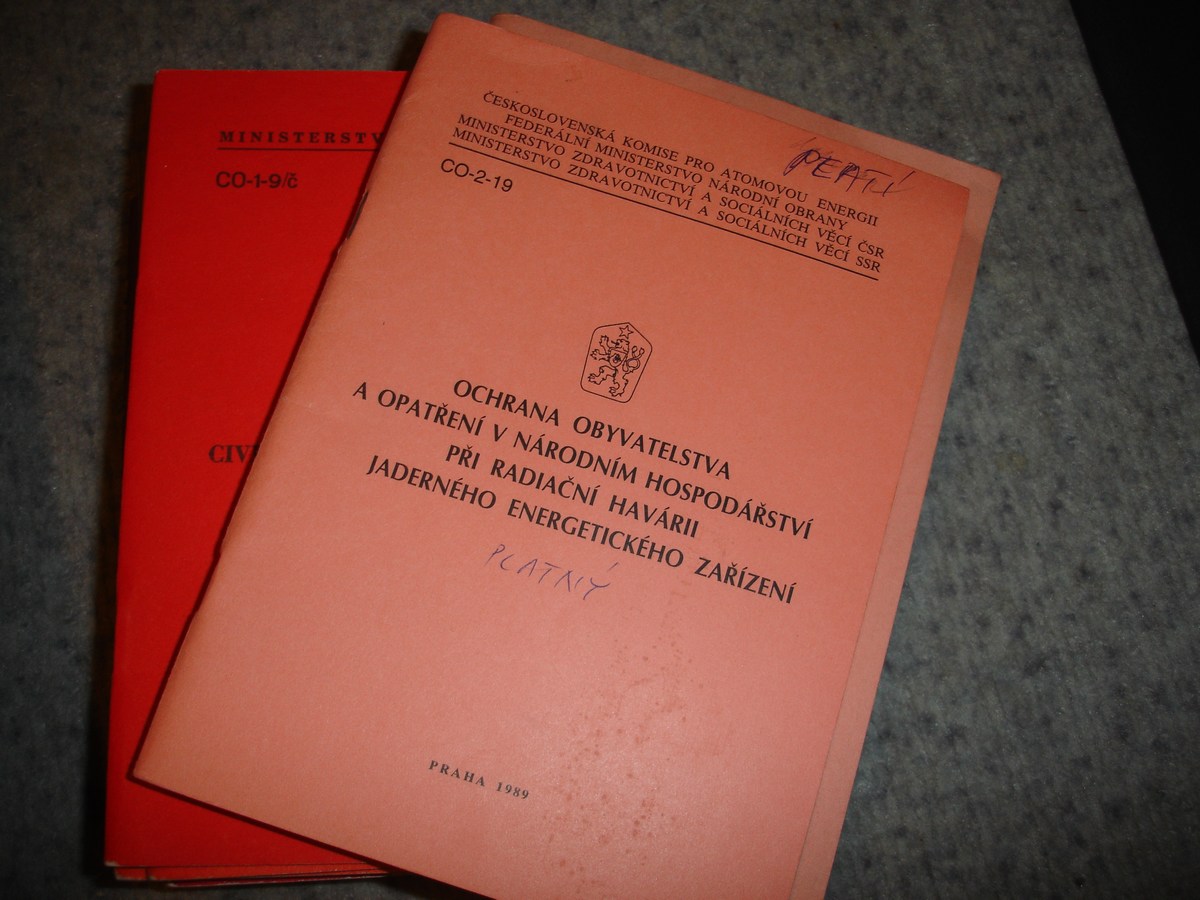 MINISTERSTV
CO-1-9/č
CIV
ČESKOSLOVENSKÁ KOMISE PRO ATOMOVOU ENERGII
FEDERÁLNÍ MINISTERSTVO NÁRODNÍ OBRANY
MINISTERSTVO ZDRAVOTNICTVÍ A SOCIÁLNÍCH VĚCÍ ČSR
MINISTERSTVO ZDRAVOTNICTVÍ A SOCIÁLNÍCH VĚCÍ SSR
CO-2-19
OCHRANA OBYVATELSTVA
A OPATŘENÍ V NÁRODNÍM HOSPODÁŘSTVÍ
PŘI RADIAČNÍ HAVÁRII
JADERNÉHO ENERGETICKÉHO ZAŘÍZENÍ
PLATNÝ
PRAHA 1989